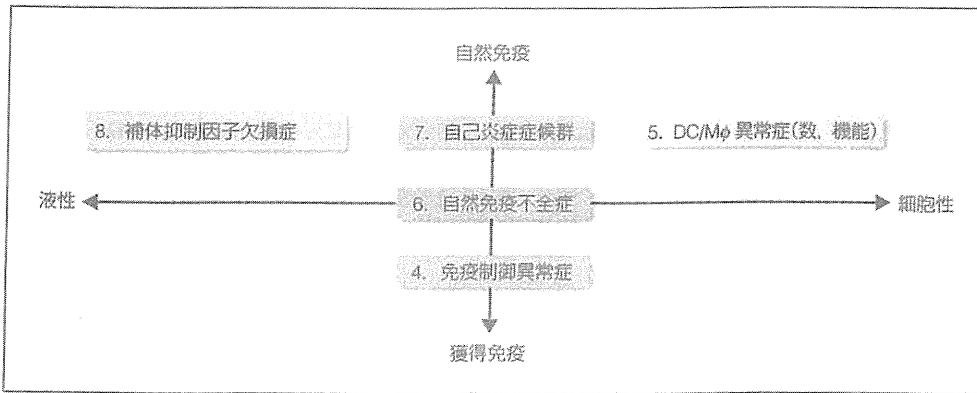 自然免疫
8. 補体抑制因子欠損症
7. 自己炎症症候群
5. DC/Mφ 異常症(数，機能)
液性
6. 自然免疫不全症
細胞性
4. 免疫制御異常症
獲得免疫